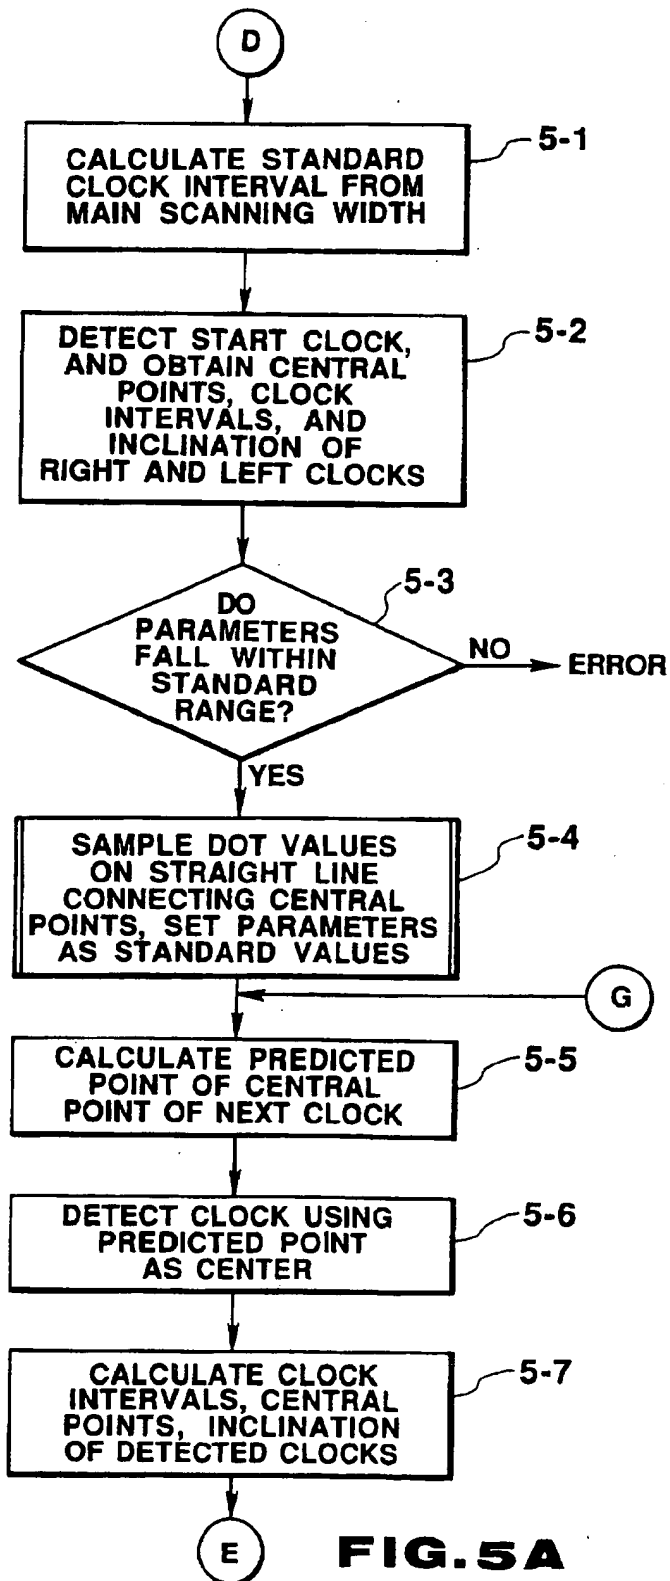 D
5-1
CALCULATE STANDARD
CLOCK INTERVAL FROM
MAIN SCANNING WIDTH
5-2
DETECT START CLOCK,
AND OBTAIN CENTRAL
POINTS, CLOCK
INTERVALS, AND
INCLINATION OF
RIGHT AND LEFT CLOCKS
5-3
DO
PARAMETERS
FALL WITHIN
STANDARD
RANGE?
NO
ERROR
YES
5-4
SAMPLE DOT VALUES
ON STRAIGHT LINE
CONNECTING CENTRAL
POINTS, SET PARAMETERS
AS STANDARD VALUES
G
5-5
CALCULATE PREDICTED
POINT OF CENTRAL
POINT OF NEXT CLOCK
5-6
DETECT CLOCK USING
PREDICTED POINT
AS CENTER
5-7
CALCULATE CLOCK
INTERVALS, CENTRAL
POINTS, INCLINATION
OF DETECTED CLOCKS
E
FIG.5A